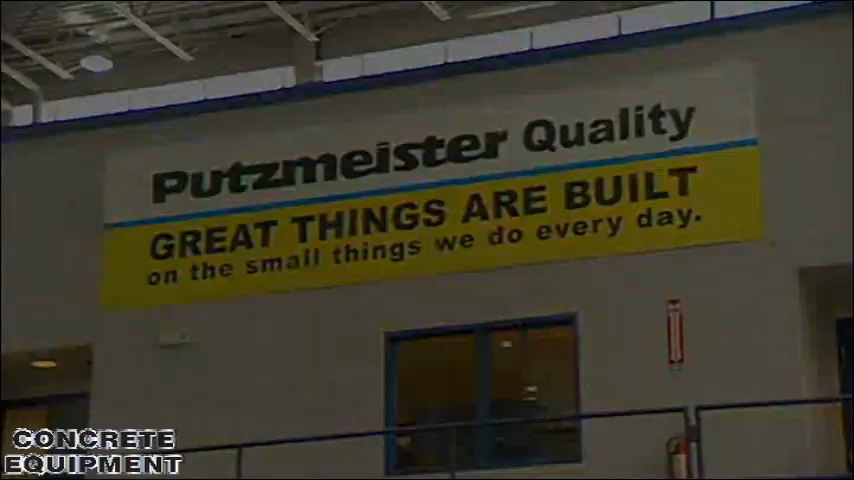 Putzmeister Quality
GREAT THINGS ARE BUILT
on the small things we do every day.
CONCRETE
EQUIPMENT